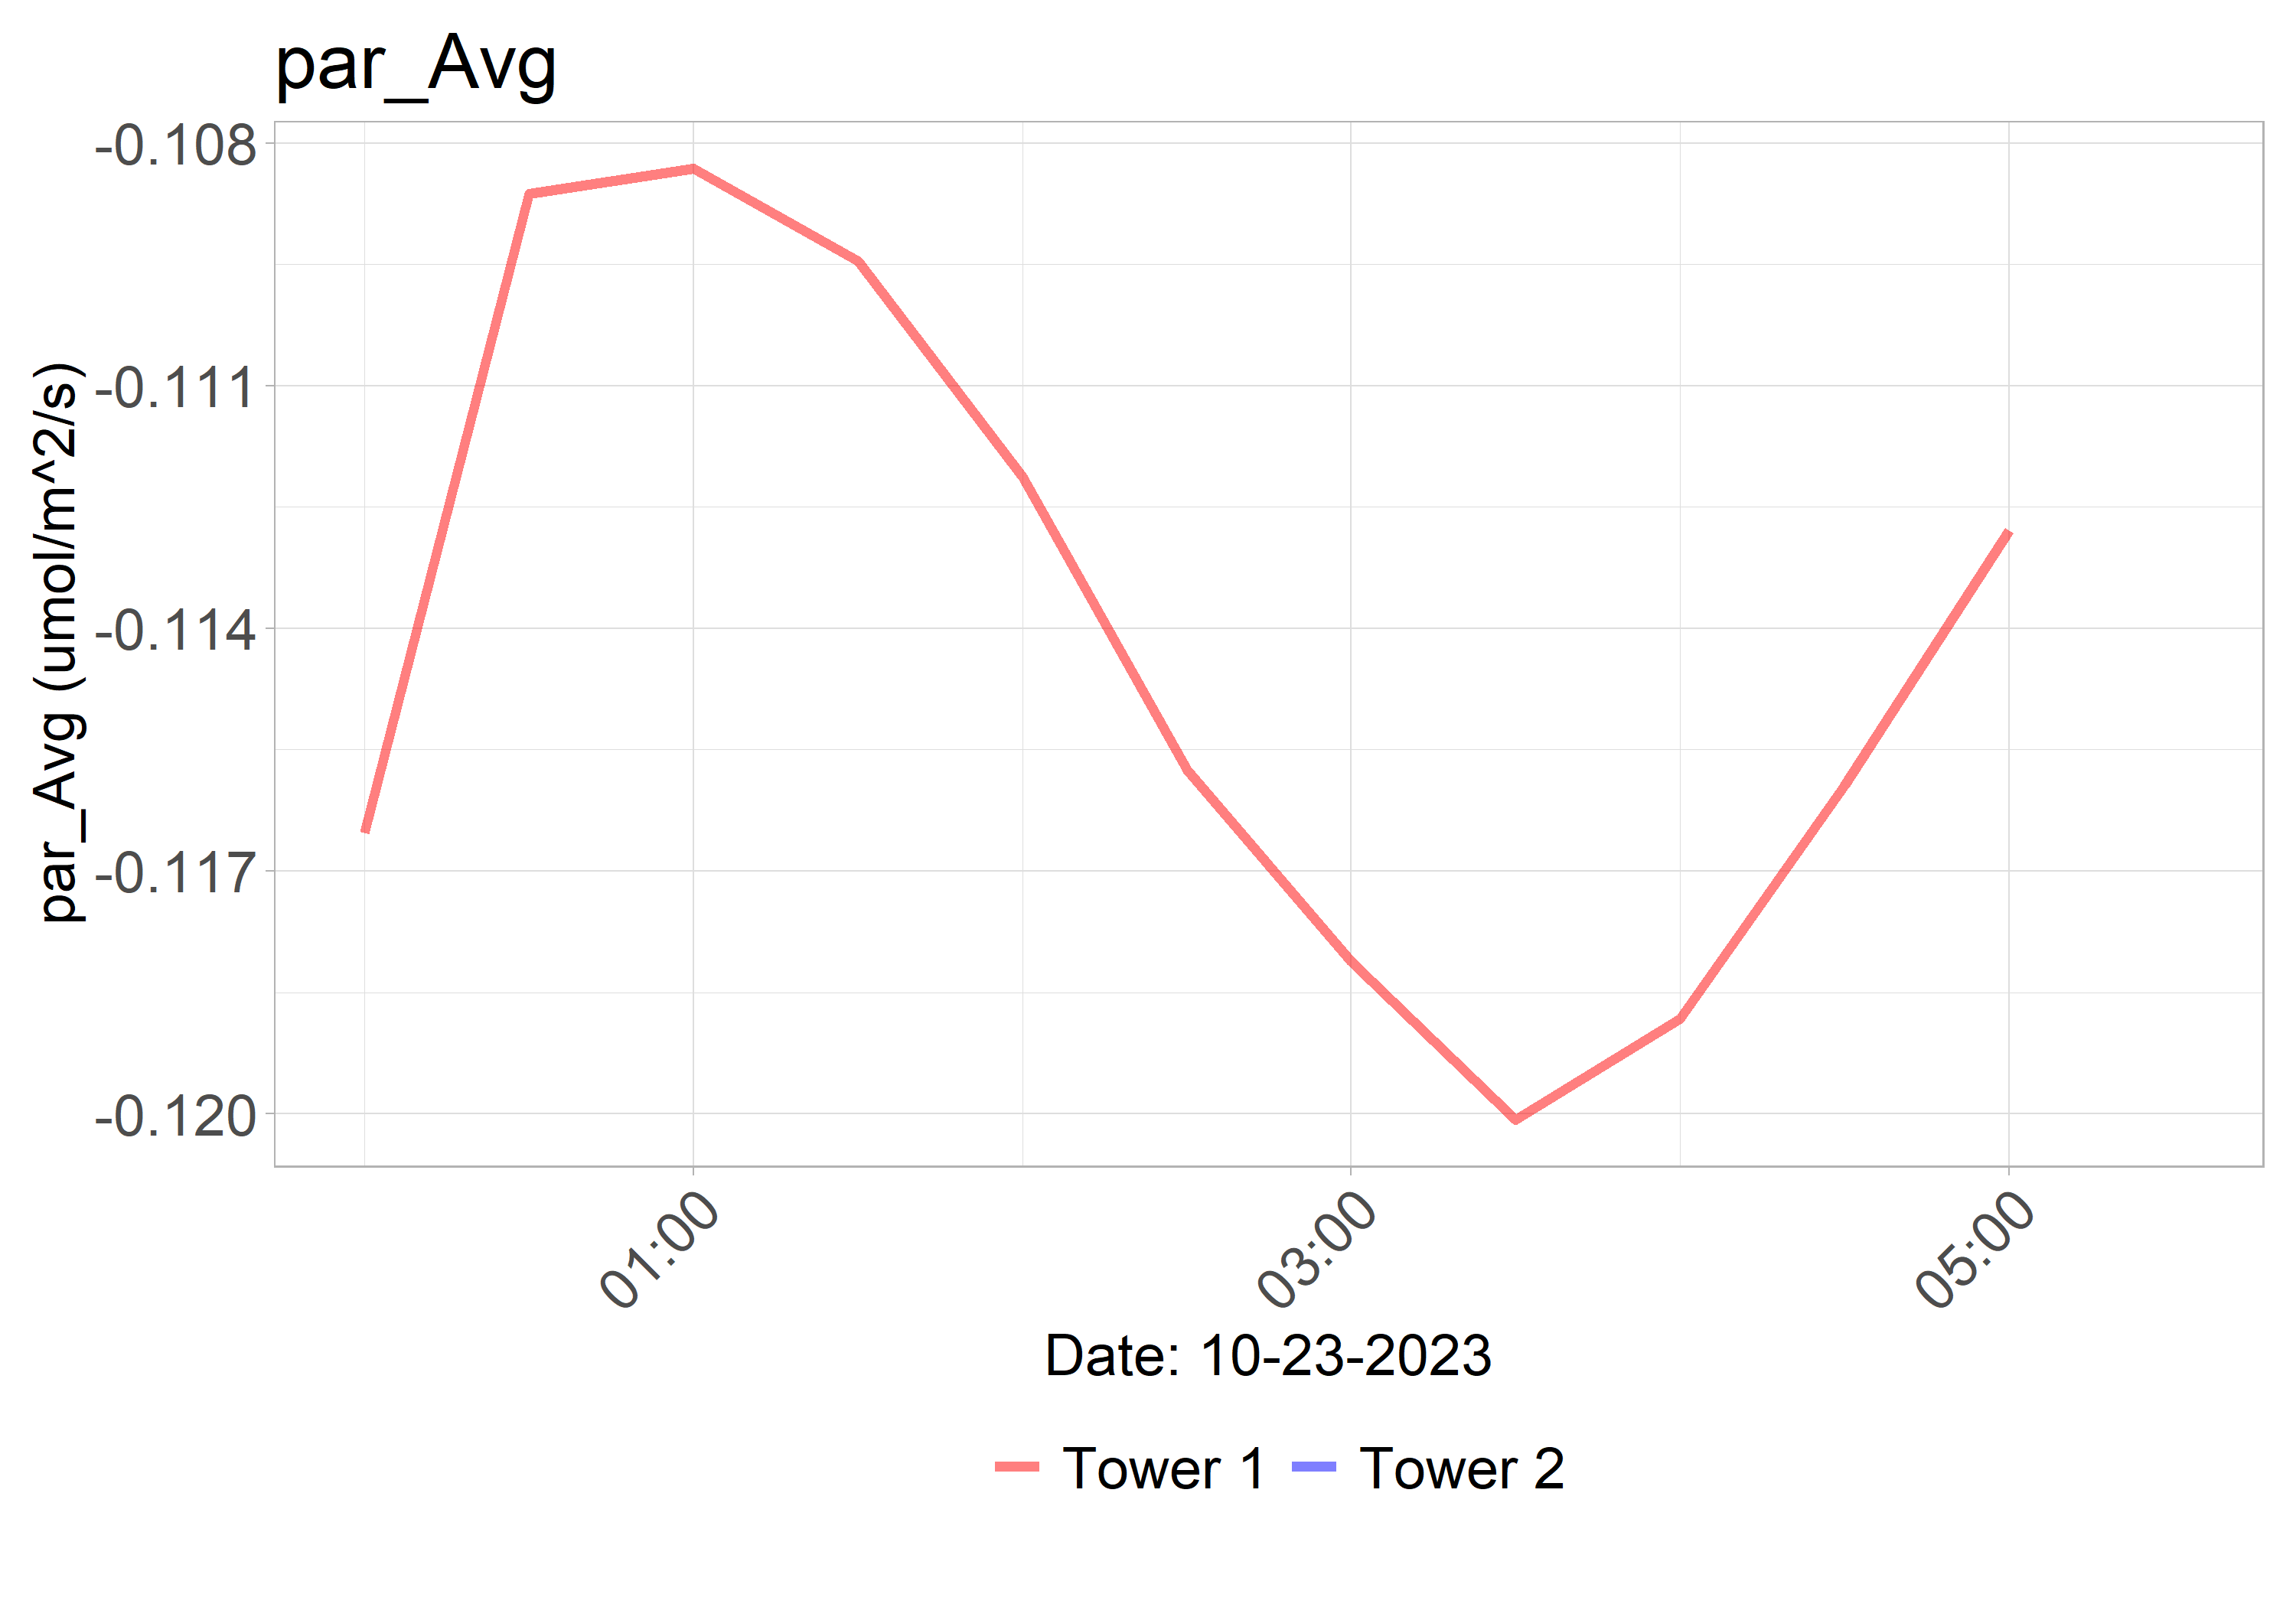 par_Avg
par_Avg (umol/m^2/s)
-0.108
-0.111
-0.114
-0.117
-0.120
01:00
03:00
05:00
Date: 10-23-2023
Tower 1
Tower 2